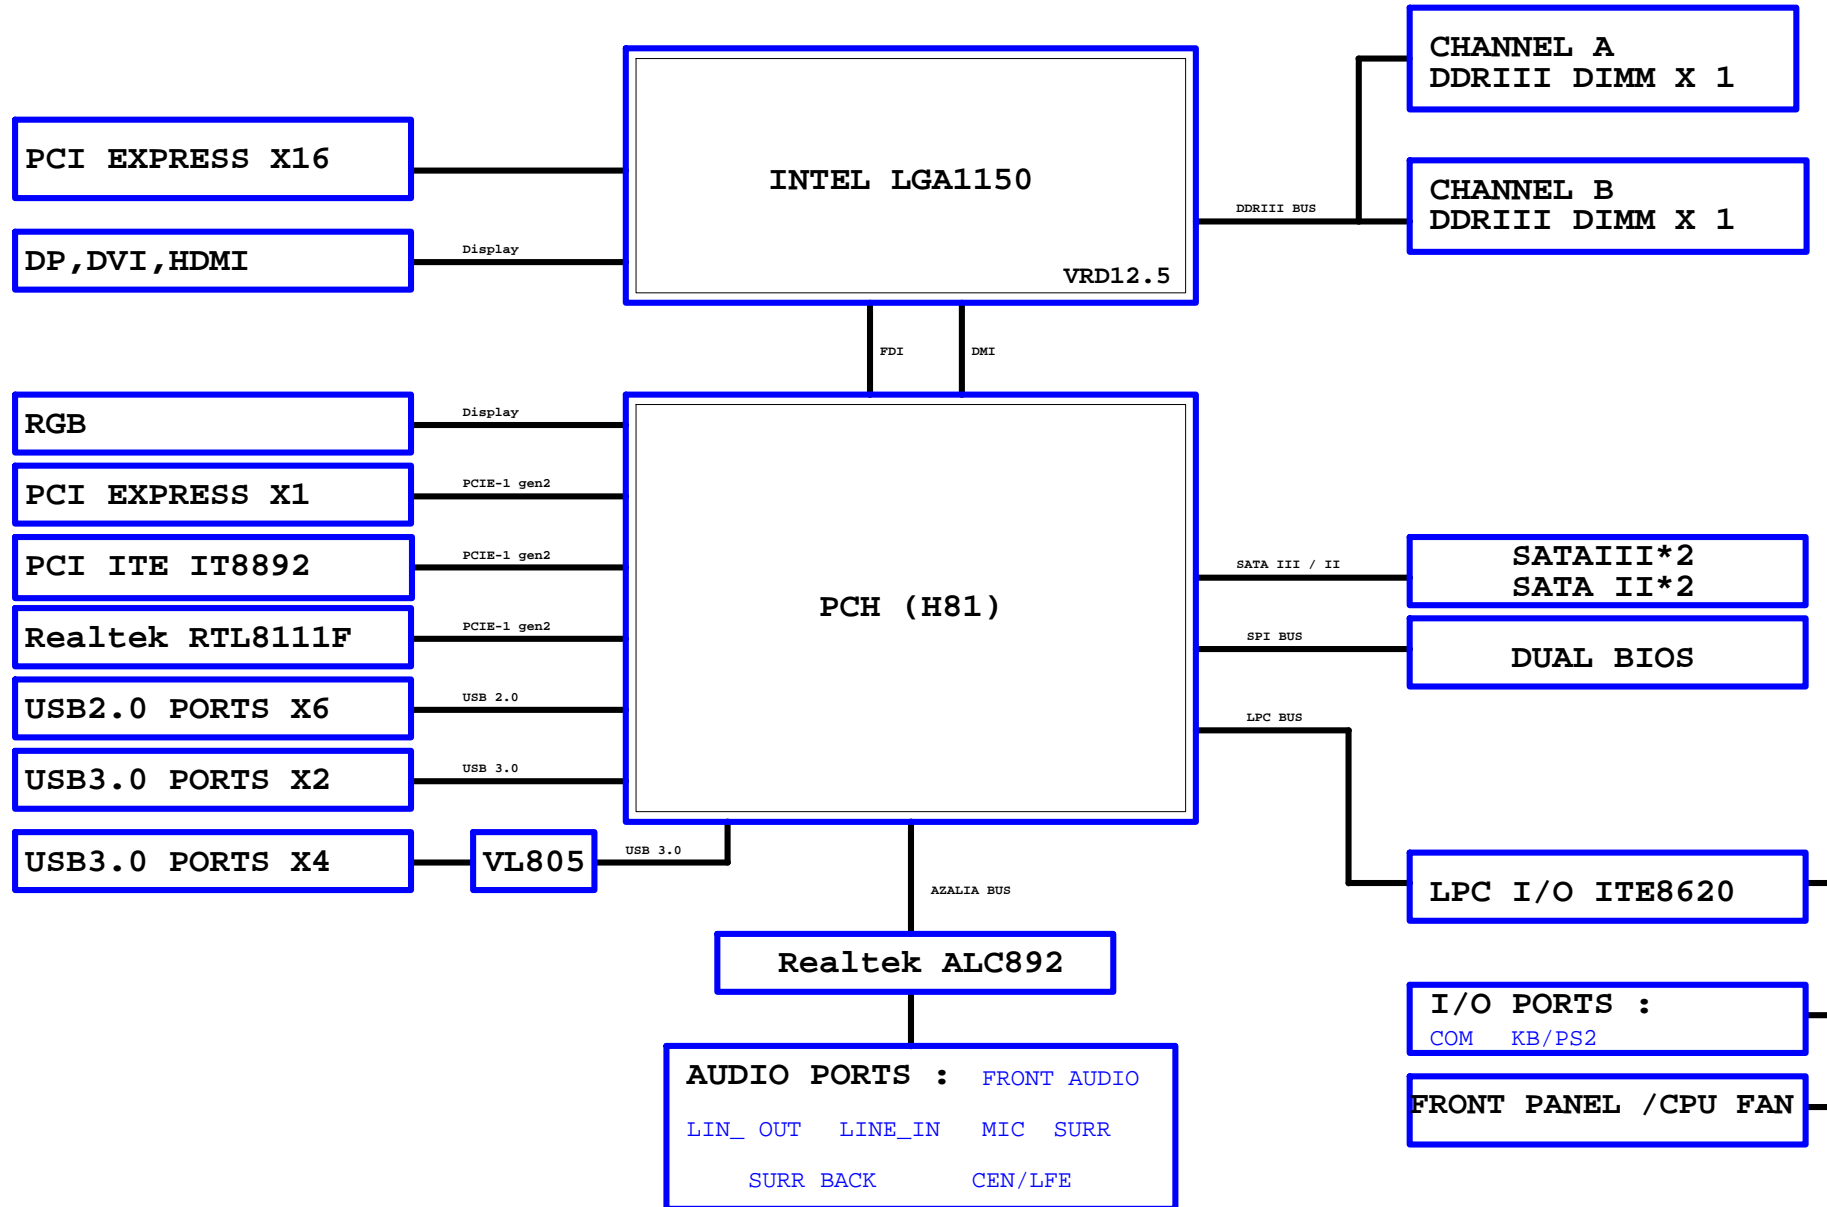 CHANNEL A
DDRIII DIMM X 1
PCI EXPRESS X16
INTEL LGA1150
CHANNEL B
DDRIII DIMM X 1
DDRIII BUS
DP,DVI,HDMI
Display
VRD12.5
FDI
DMI
RGB
Display
PCI EXPRESS X1
PCIE-1 gen2
PCI ITE IT8892
PCIE-1 gen2
SATA III / II
SATAIII*2
SATA II*2
PCH (H81)
Realtek RTL8111F
PCIE-1 gen2
SPI BUS
DUAL BIOS
USB2.0 PORTS X6
USB 2.0
LPC BUS
USB3.0 PORTS X2
USB 3.0
USB3.0 PORTS X4
VL805
USB 3.0
AZALIA BUS
LPC I/O ITE8620
Realtek ALC892
I/O PORTS :
COM KB/PS2
AUDIO PORTS : FRONT AUDIO
LIN_ OUT LINE_IN MIC SURR
SURR BACK CEN/LFE
FRONT PANEL /CPU FAN